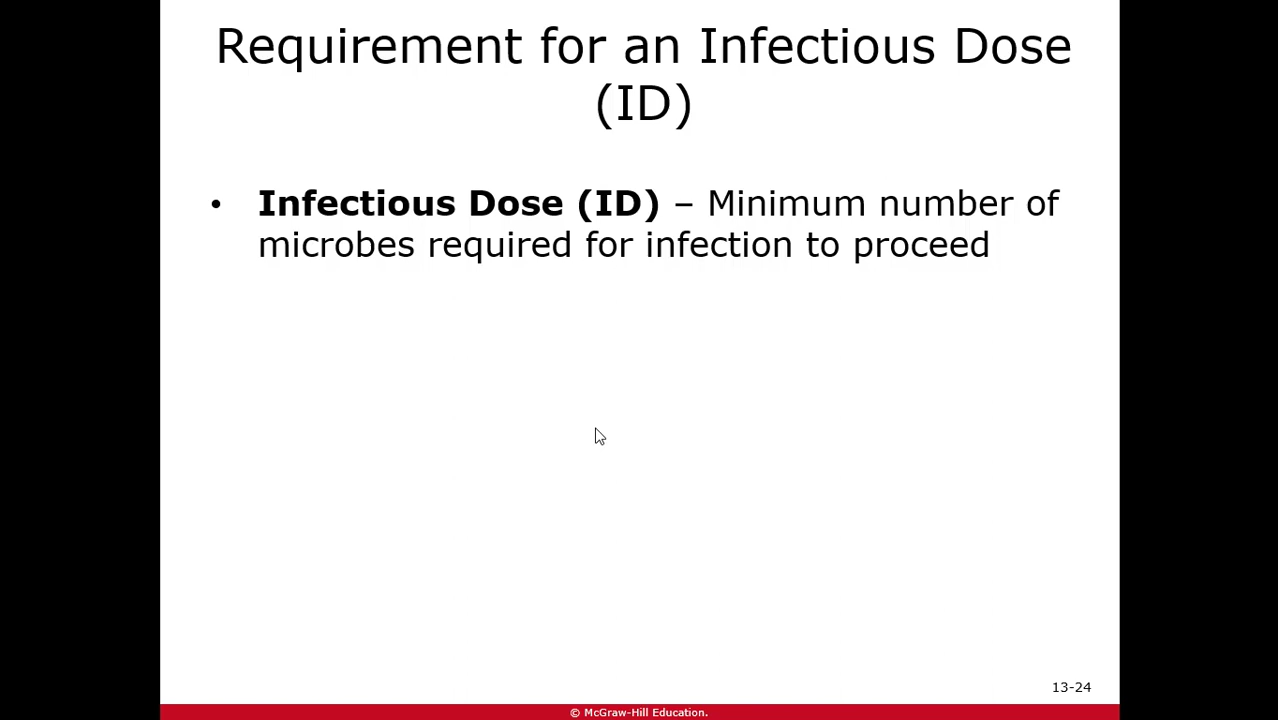 Requirement for an Infectious Dose
(ID)
• Infectious Dose (ID) – Minimum number of
microbes required for infection to proceed
13-24
© McGraw-Hill Education.